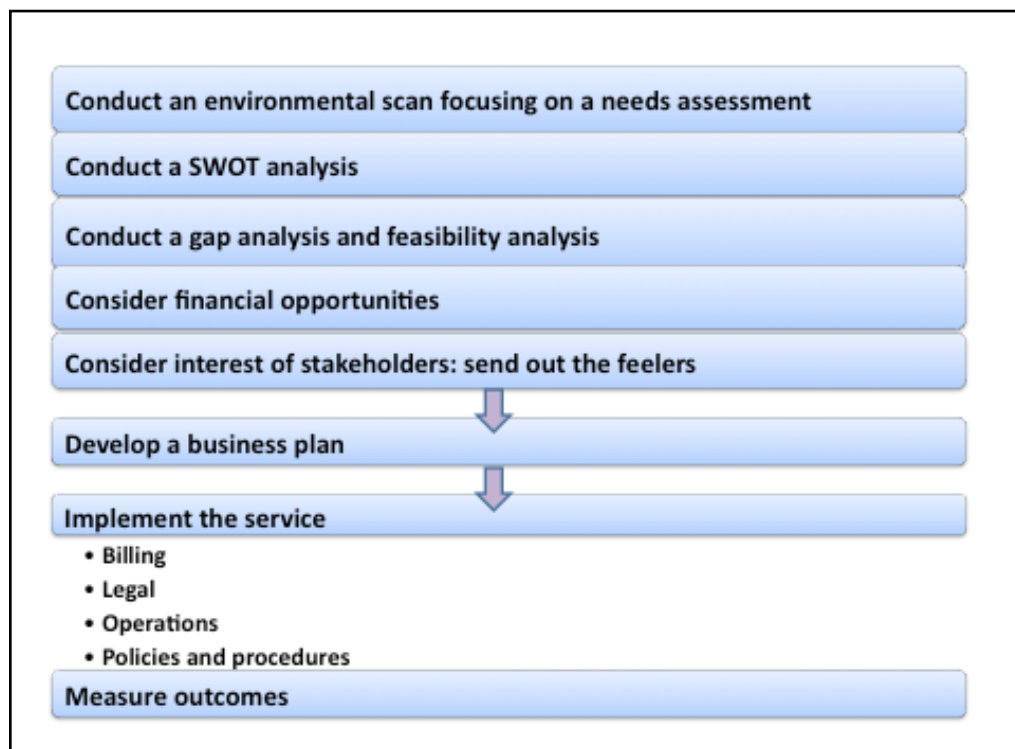 Conduct an environmental scan focusing on a needs assessment
Conduct a SWOT analysis
Conduct a gap analysis and feasibility analysis
Consider financial opportunities
Consider interest of stakeholders: send out the feelers
Develop a business plan
Implement the service
• Billing
• Legal
• Operations
• Policies and procedures
Measure outcomes